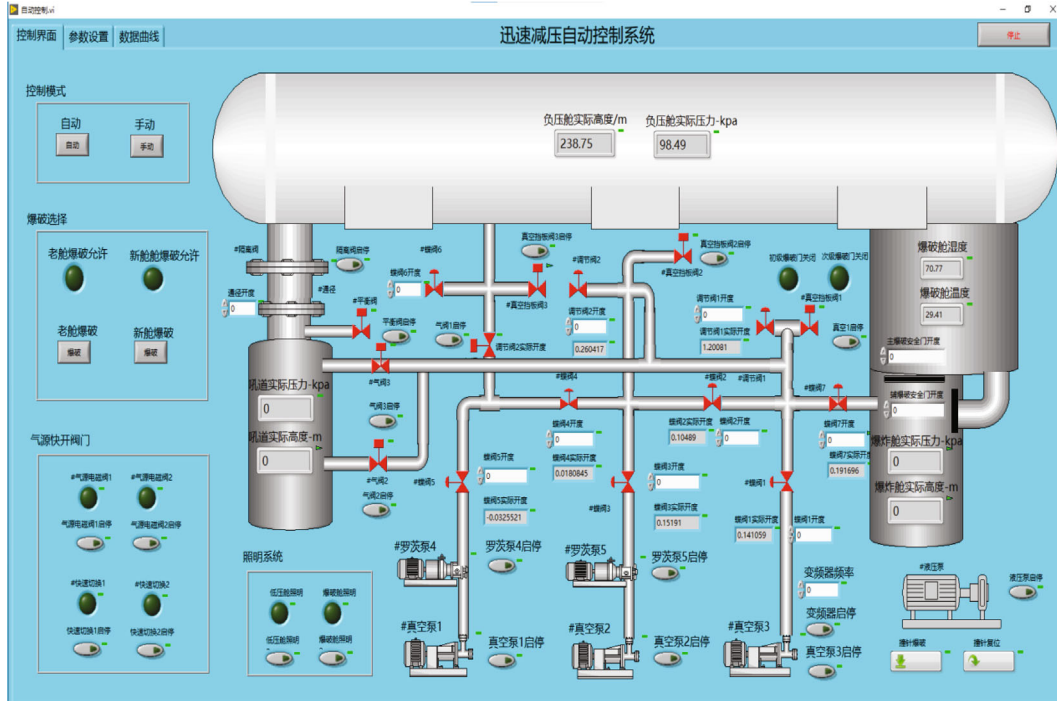 自动控制.vi
控制界面 参数设置 数据曲线
迅速减压自动控制系统
停止
控制模式
自动 手动
自动 手动
负压舱实际高度/m 负压舱实际压力-kpa
238.75 98.49
爆破选择
老舱爆破允许 新舱舱爆破允许
老舱爆破 新舱爆破
爆破 爆破
#隔离阀 隔离阀启停
#通径
通径开度
0
#平衡阀
平衡阀启停
#蝶阀6
蝶阀6开度
0
气阀1启停
真空挡板阀3启停
#真空挡板阀3
调节阀2实际开度
#调节阀2
调节阀2开度
0
0.260417
真空挡板阀2启停
#真空挡板阀2
调节阀1开度
0
调节阀1实际开度
1.20081
初级爆破门关闭 次级爆破门关闭
#真空挡板阀1
真空1启停
爆破舱湿度
70.77
爆破舱温度
29.41
主爆破安全门开度
0
辅爆破安全门开度
0
爆炸舱实际压力-kpa
0
爆炸舱实际高度-m
0
吼道实际压力-kpa
0
吼道实际高度-m
0
#气阀3
气阀3启停
#气阀2
气阀2启停
#蝶阀4
蝶阀4开度
0
蝶阀4实际开度
0.0180845
#蝶阀2 #调节阀1
蝶阀2实际开度 蝶阀2开度
0.10489 0
#蝶阀7
蝶阀7开度
0
蝶阀7实际开度
0.191696
#蝶阀5
蝶阀5开度
0
蝶阀5实际开度
-0.0325521
#蝶阀3
蝶阀3开度
0
蝶阀3实际开度
0.15191
#蝶阀1
蝶阀1实际开度 蝶阀1开度
0.141059 0
气源快开阀门
#气源电磁阀1 #气源电磁阀2
气源电磁阀1启停 气源电磁阀2启停
#快速切换1 #快速切换2
快速切换1启停 快速切换2启停
照明系统
低压舱照明 爆破舱照明
低压舱照明 爆破舱照明
#罗茨泵4 罗茨泵4启停
#罗茨泵5 罗茨泵5启停
变频器频率
0
变频器启停
#真空泵1 真空泵1启停
#真空泵2 真空泵2启停
#真空泵3 真空泵3启停
#液压泵
液压泵启停
撞针爆破 撞针复位